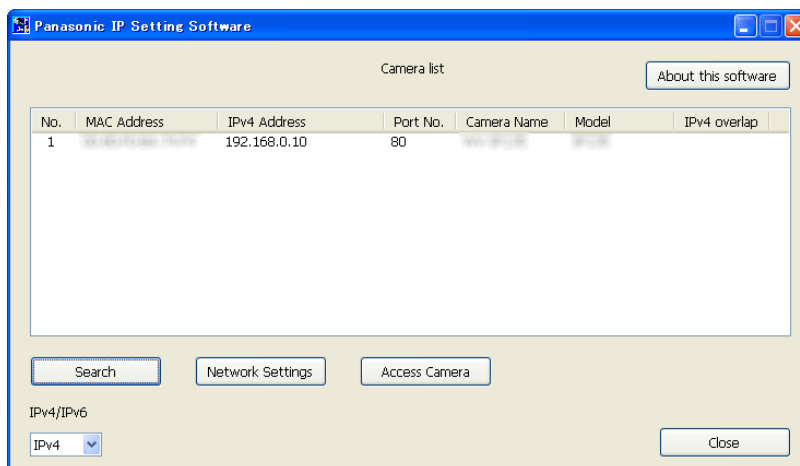 Panasonic IP Setting Software
Camera list
About this software
No. MAC Address IPv4 Address Port No. Camera Name Model IPv4 overlap
1 192.168.0.10 80
Search Network Settings Access Camera
IPv4/IPv6
IPv4
Close